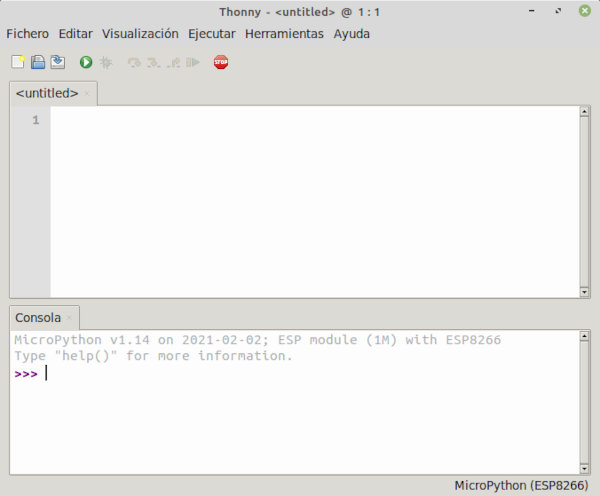 Thonny - <untitled> @ 1 : 1
Fichero Editar Visualización Ejecutar Herramientas Ayuda
STOP
<untitled>
1
Consola
MicroPython v1.14 on 2021-02-02; ESP module (1M) with ESP8266
Type "help()" for more information.
>>>
MicroPython (ESP8266)